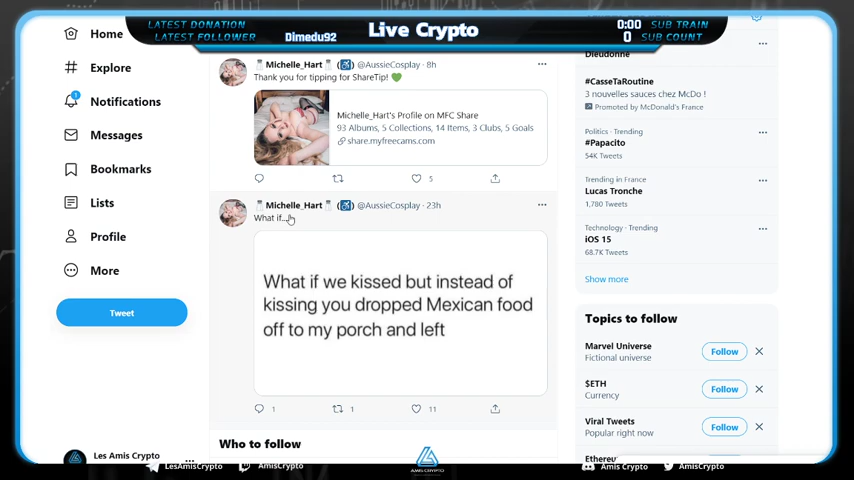 LATEST DONATION
LATEST FOLLOWER
Dimedu92
Live Crypto
0:00 SUB TRAIN
0 SUB COUNT
Home
Explore
1
Notifications
Messages
Bookmarks
Lists
Profile
More
Tweet
Les Amis Crypto
Michelle_Hart @AussieCosplay · 8h
Thank you for tipping for ShareTip! 💚
Michelle_Hart's Profile on MFC Share
93 Albums, 5 Collections, 14 Items, 3 Clubs, 5 Goals
share.myfreecams.com
5
Michelle_Hart @AussieCosplay · 23h
What if...
What if we kissed but instead of
kissing you dropped Mexican food
off to my porch and left
1 1 11
Who to follow
Dieudonné
#CasseTaRoutine
3 nouvelles sauces chez McDo !
Promoted by McDonald's France
Politics · Trending
#Papacito
54K Tweets
Trending in France
Lucas Tronche
1,780 Tweets
Technology · Trending
iOS 15
68.7K Tweets
Show more
Topics to follow
Marvel Universe
Fictional universe
Follow
$ETH
Currency
Follow
Viral Tweets
Popular right now
Follow
LesAmisCrypto
AmisCrypto
AMIS CRYPTO
Amis Crypto
AmisCrypto